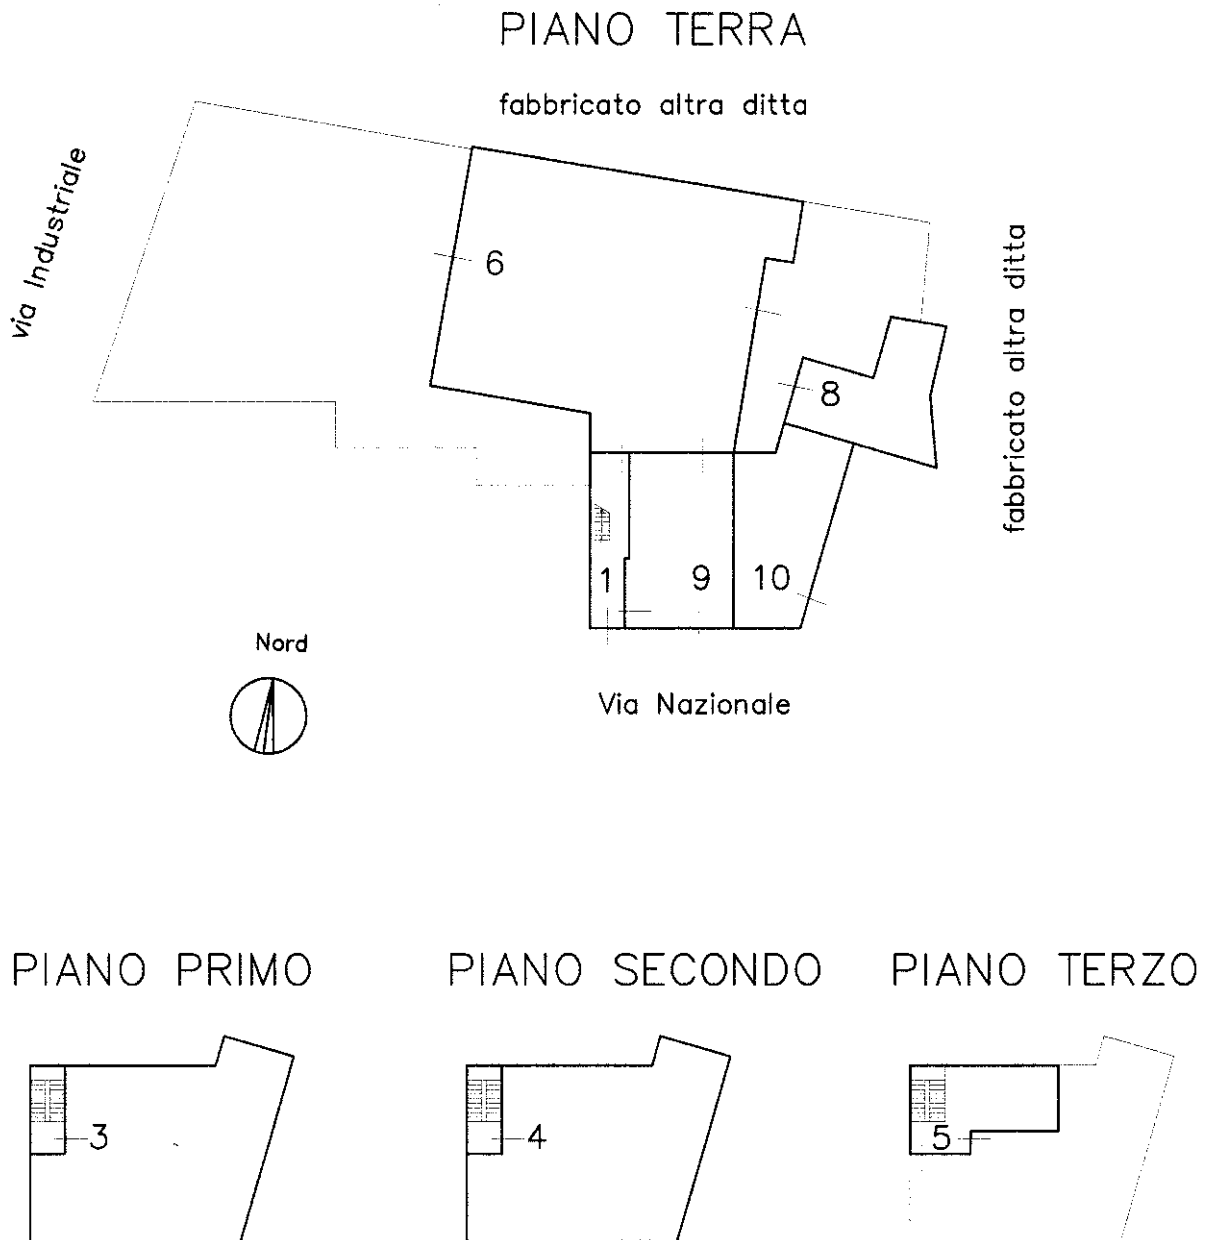 PIANO TERRA
fabbricato altra ditta
via Industriale
6
fabbricato altra ditta
8
1
9
10
Nord
Via Nazionale
PIANO PRIMO
PIANO SECONDO
PIANO TERZO
3
4
5